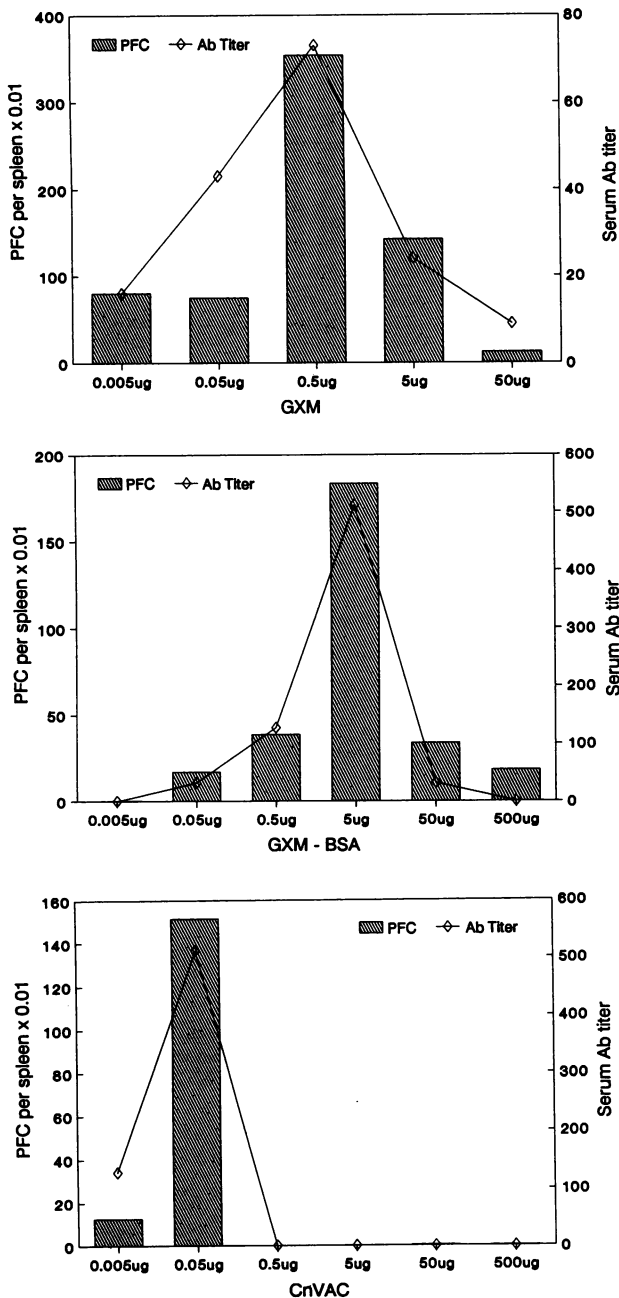 PFC Ab Titer
PFC per spleen x 0.01
400
300
200
100
0
80
60
40
20
0
Serum Ab titer
0.005ug 0.05ug 0.5ug 5ug 50ug
GXM
PFC Ab Titer
PFC per spleen x 0.01
200
150
100
50
0
600
500
400
300
200
100
0
Serum Ab titer
0.005ug 0.05ug 0.5ug 5ug 50ug 500ug
GXM - BSA
PFC Ab Titer
PFC per spleen x 0.01
160
140
120
100
80
60
40
20
0
600
500
400
300
200
100
0
Serum Ab titer
0.005ug 0.05ug 0.5ug 5ug 50ug 500ug
CnVAC